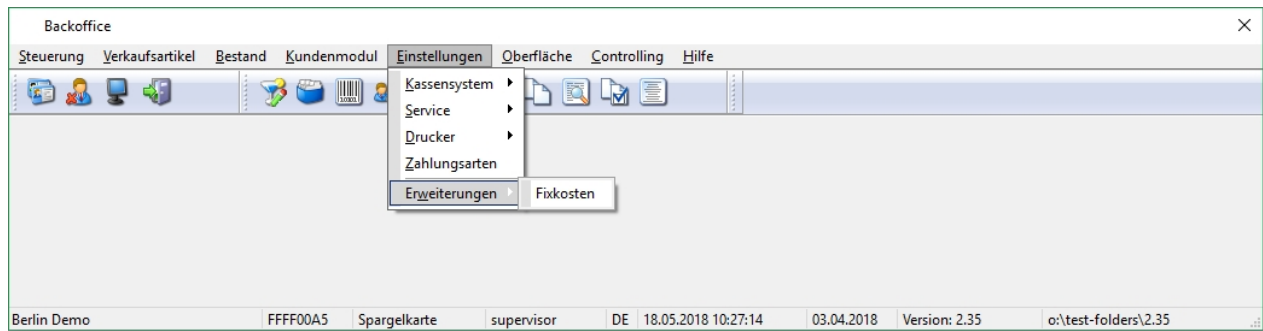 Backoffice
Steuerung Verkaufsartikel Bestand Kundenmodul Einstellungen Oberfläche Controlling Hilfe
Kassensystem
Service
Drucker
Zahlungsarten
Erweiterungen Fixkosten
Berlin Demo FFFF00A5 Spargelkarte supervisor DE 18.05.2018 10:27:14 03.04.2018 Version: 2.35 o:\test-folders\2.35